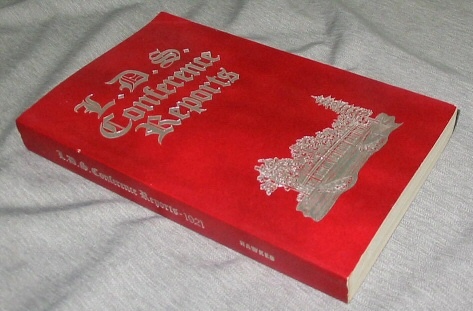 L.D.S.
Conference
Reports
L.D.S. Conference Reports-1921
HAWKES